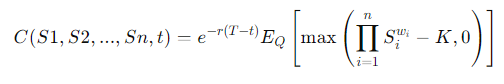 C(S1, S2, ..., Sn, t) = e^{-r(T-t)} E_Q [ max ( ∏_{i=1}^{n} S_i^{w_i} − K, 0 ) ]